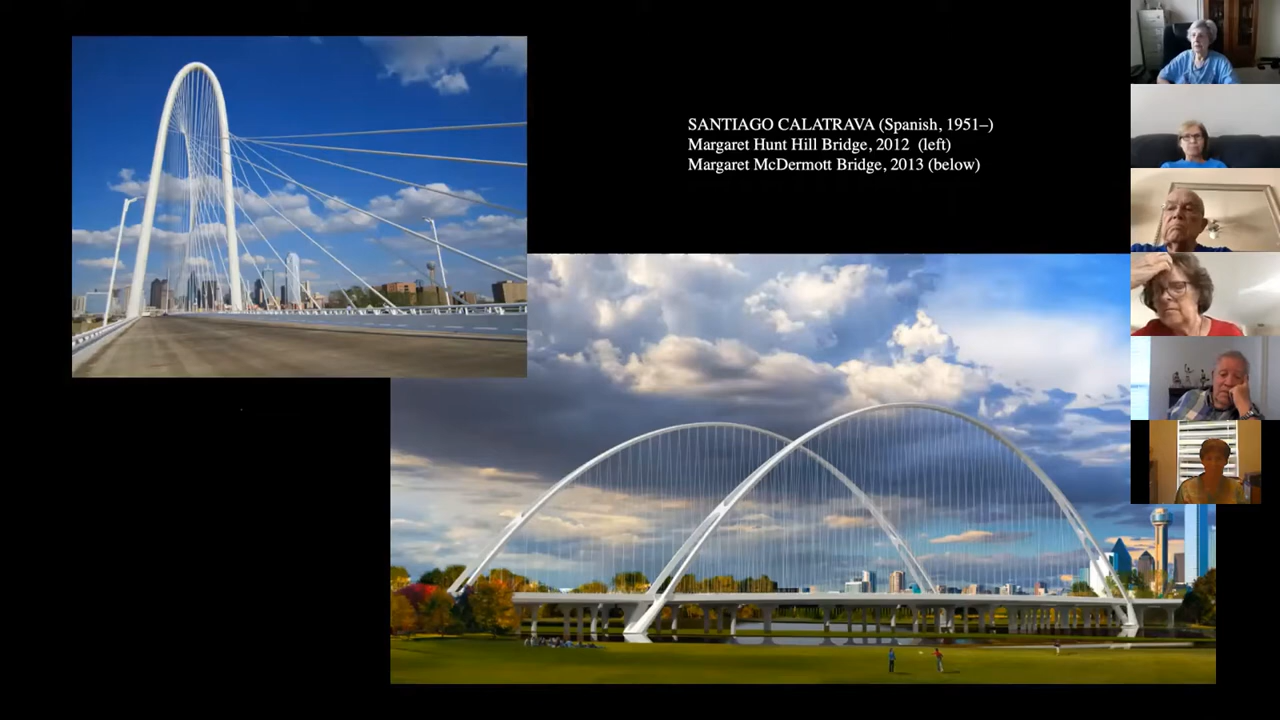 SANTIAGO CALATRAVA (Spanish, 1951–)
Margaret Hunt Hill Bridge, 2012 (left)
Margaret McDermott Bridge, 2013 (below)